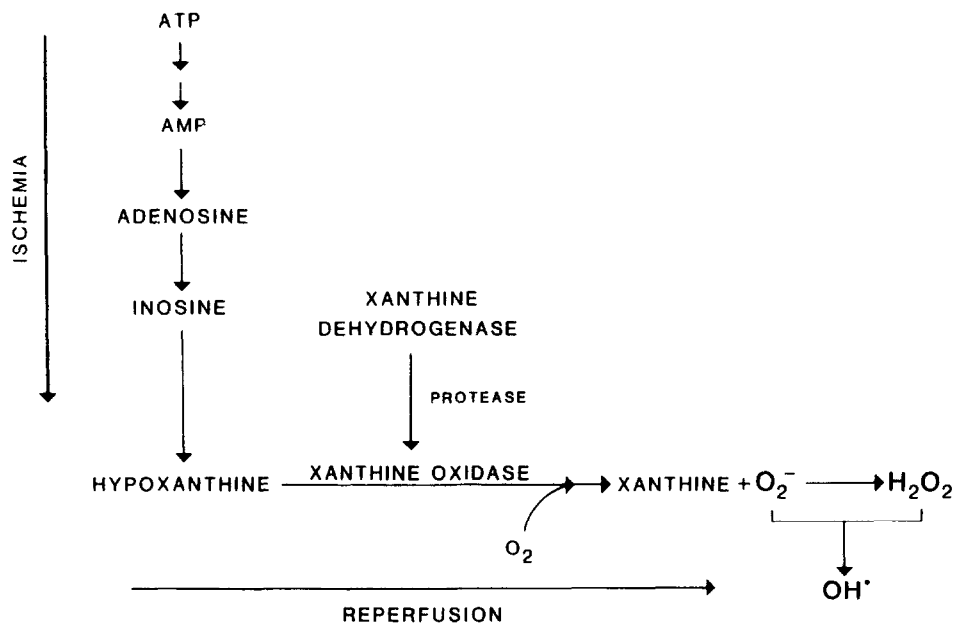 ATP
AMP
ADENOSINE
ISCHEMIA
INOSINE
XANTHINE
DEHYDROGENASE
PROTEASE
HYPOXANTHINE XANTHINE OXIDASE XANTHINE + O₂⁻ H₂O₂
O₂
OH·
REPERFUSION